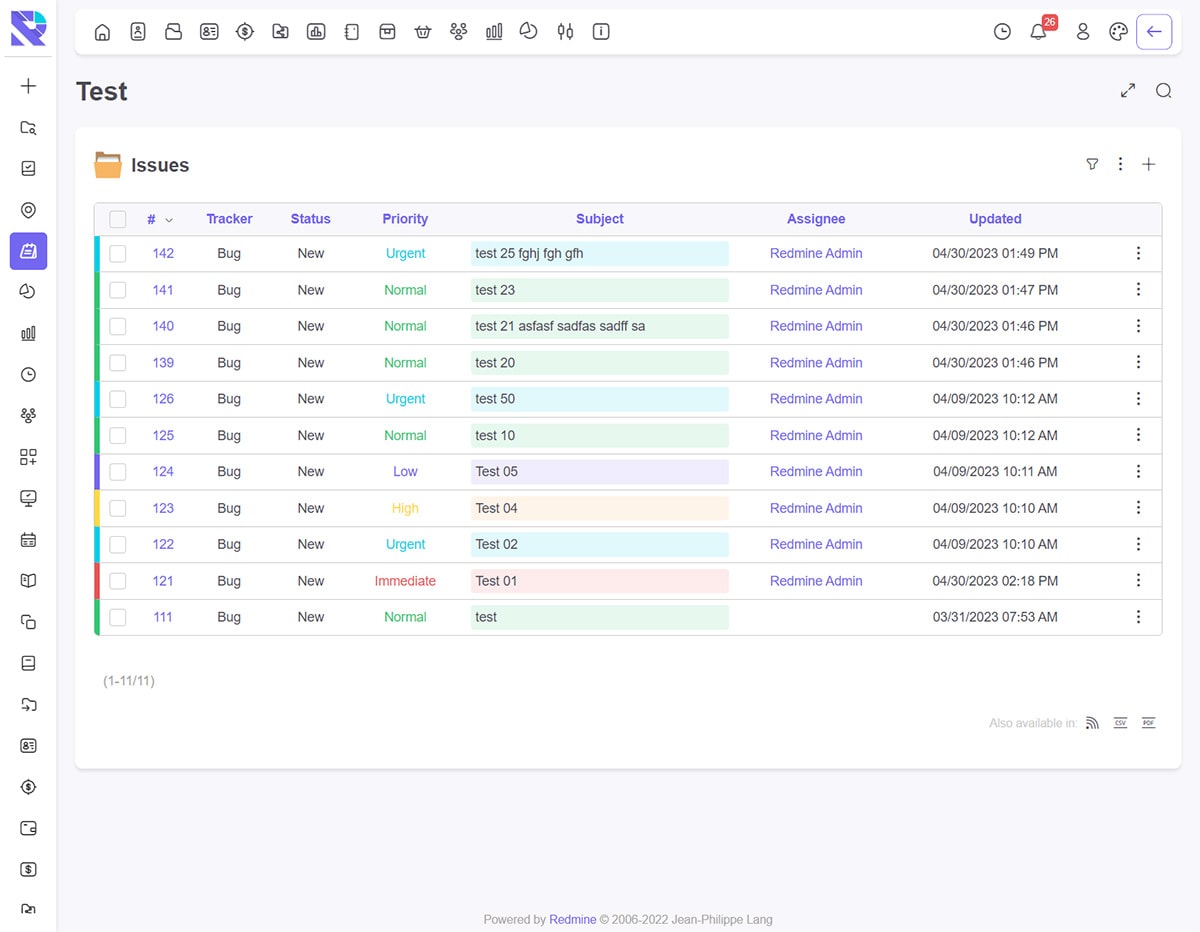 26
Test
Issues
# Tracker Status Priority Subject Assignee Updated
142 Bug New Urgent test 25 fghj fgh gfh Redmine Admin 04/30/2023 01:49 PM
141 Bug New Normal test 23 Redmine Admin 04/30/2023 01:47 PM
140 Bug New Normal test 21 asfasf sadfas sadff sa Redmine Admin 04/30/2023 01:46 PM
139 Bug New Normal test 20 Redmine Admin 04/30/2023 01:46 PM
126 Bug New Urgent test 50 Redmine Admin 04/09/2023 10:12 AM
125 Bug New Normal test 10 Redmine Admin 04/09/2023 10:12 AM
124 Bug New Low Test 05 Redmine Admin 04/09/2023 10:11 AM
123 Bug New High Test 04 Redmine Admin 04/09/2023 10:10 AM
122 Bug New Urgent Test 02 Redmine Admin 04/09/2023 10:10 AM
121 Bug New Immediate Test 01 Redmine Admin 04/30/2023 02:18 PM
111 Bug New Normal test 03/31/2023 07:53 AM
(1-11/11)
Also available in: CSV PDF
Powered by Redmine © 2006-2022 Jean-Philippe Lang